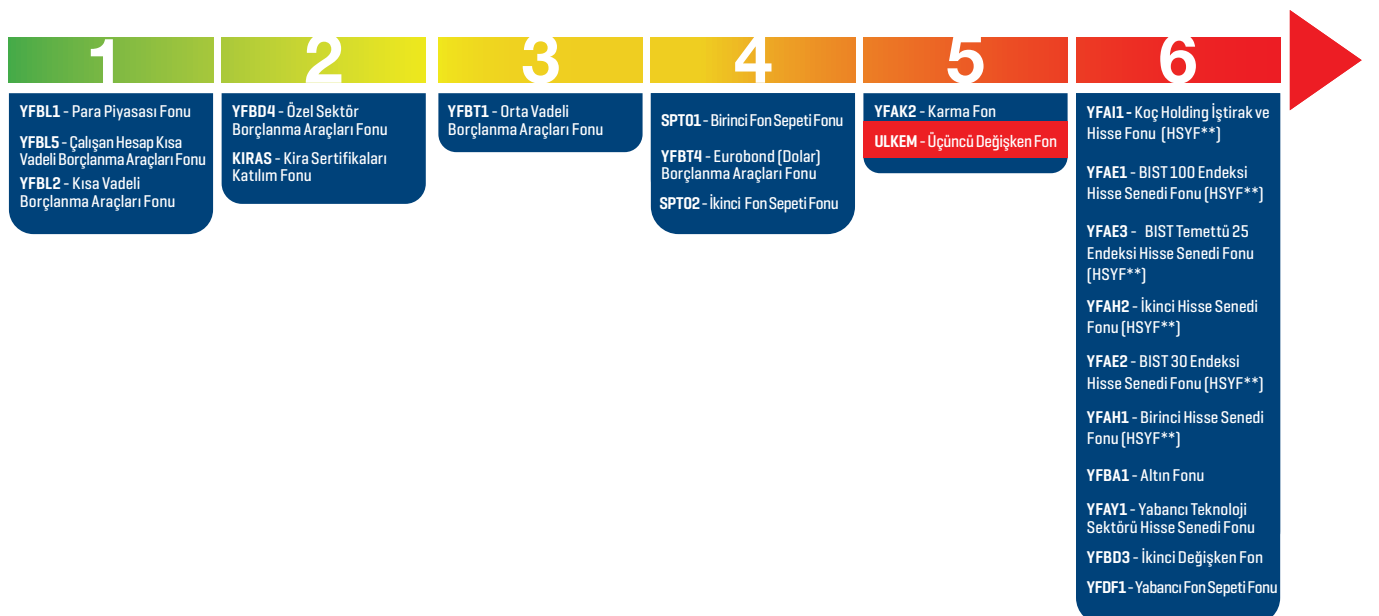 1
YFBL1 - Para Piyasası Fonu
YFBL5 - Çalışan Hesap Kısa
Vadeli Borçlanma Araçları Fonu
YFBL2 - Kısa Vadeli
Borçlanma Araçları Fonu
2
YFBD4 - Özel Sektör
Borçlanma Araçları Fonu
KIRAS - Kira Sertifikaları
Katılım Fonu
3
YFBT1 - Orta Vadeli
Borçlanma Araçları Fonu
4
SPT01 - Birinci Fon Sepeti Fonu
YFBT4 - Eurobond (Dolar)
Borçlanma Araçları Fonu
SPT02 - İkinci Fon Sepeti Fonu
5
YFAK2 - Karma Fon
ULKEM - Üçüncü Değişken Fon
6
YFAI1 - Koç Holding İştirak ve
Hisse Fonu (HSYF**)
YFAE1 - BIST 100 Endeksi
Hisse Senedi Fonu (HSYF**)
YFAE3 - BIST Temettü 25
Endeksi Hisse Senedi Fonu
(HSYF**)
YFAH2 - İkinci Hisse Senedi
Fonu (HSYF**)
YFAE2 - BIST 30 Endeksi
Hisse Senedi Fonu (HSYF**)
YFAH1 - Birinci Hisse Senedi
Fonu (HSYF**)
YFBA1 - Altın Fonu
YFAY1 - Yabancı Teknoloji
Sektörü Hisse Senedi Fonu
YFBD3 - İkinci Değişken Fon
YFDF1 - Yabancı Fon Sepeti Fonu